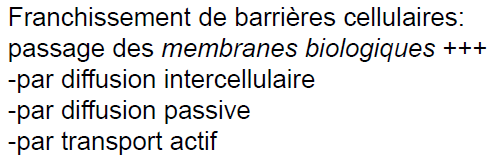 Franchissement de barrières cellulaires:
passage des membranes biologiques +++
-par diffusion intercellulaire
-par diffusion passive
-par transport actif